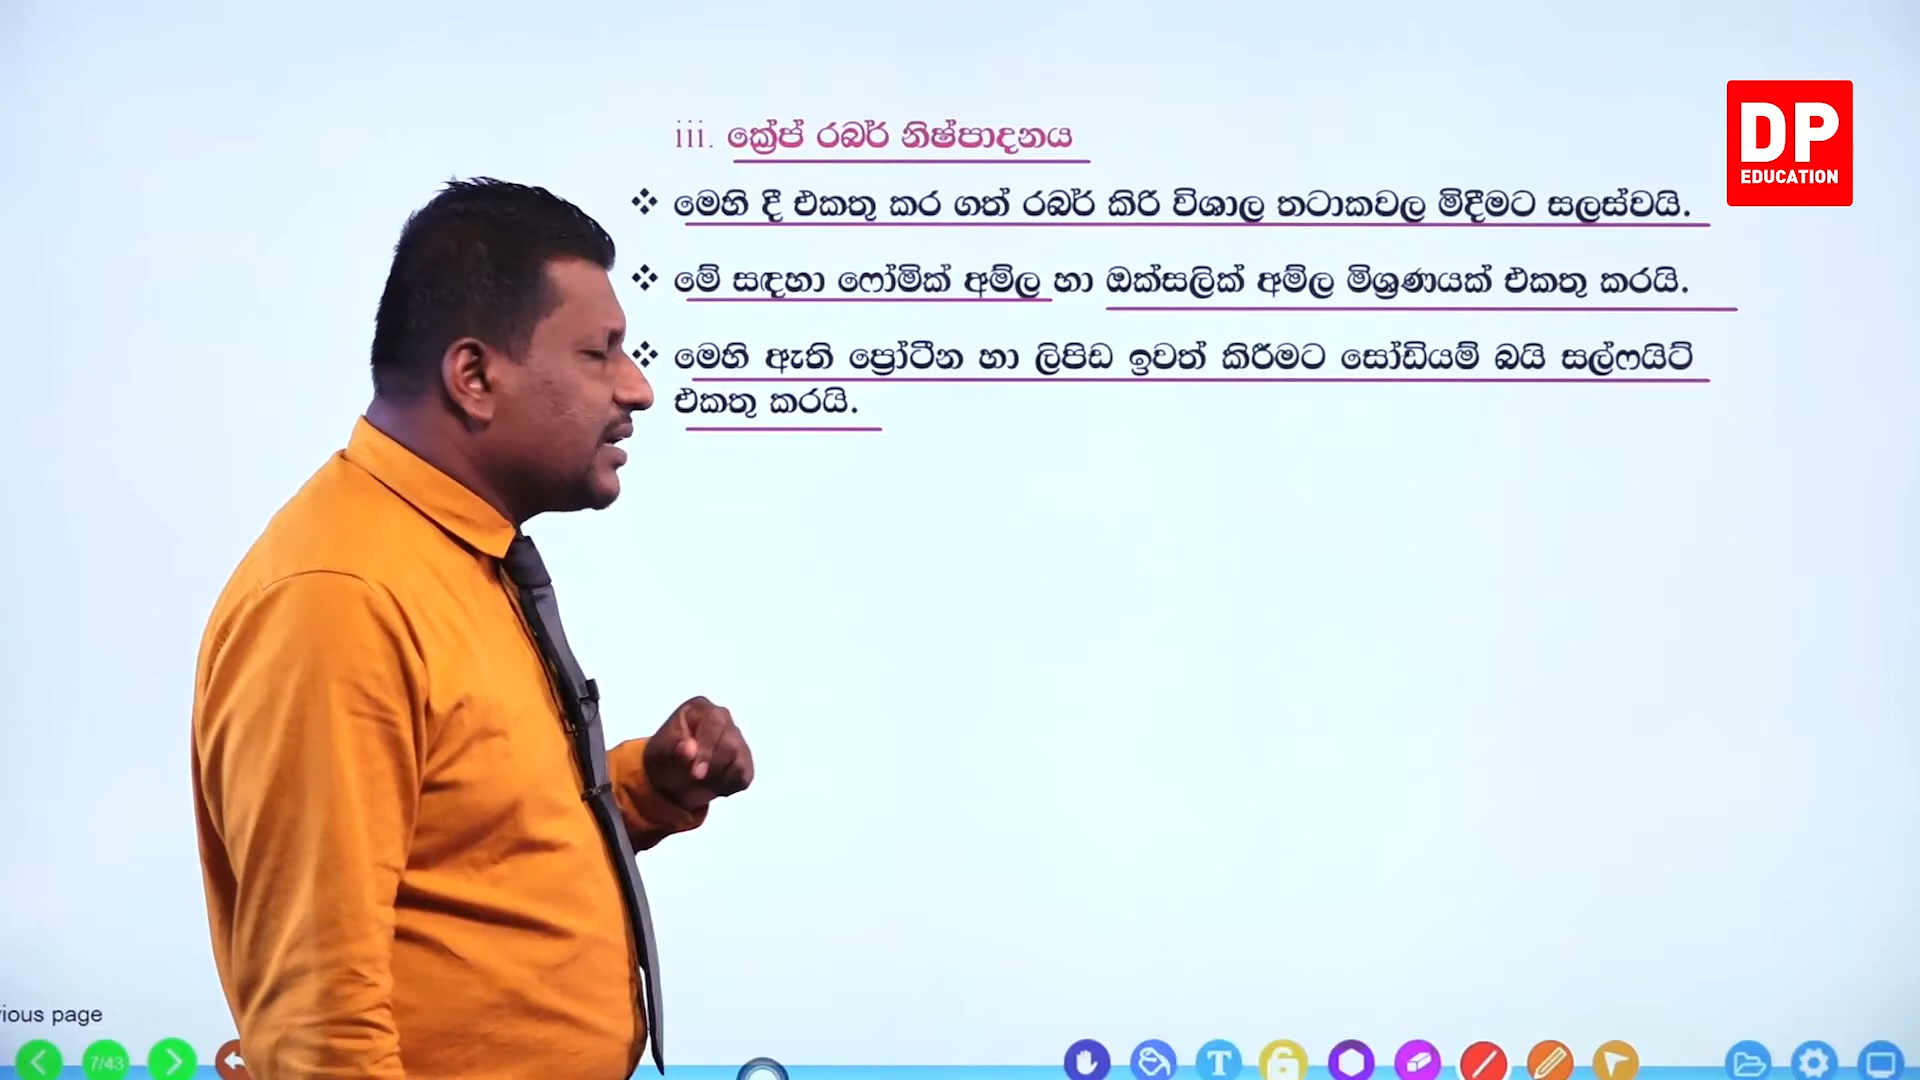 DP
EDUCATION
iii. ක්‍රේප් රබර් නිෂ්පාදනය
❖ මෙහි දී එකතු කර ගත් රබර් කිරි විශාල තටාකවල මිදීමට සලස්වයි.
❖ මේ සඳහා ෆෝමික් අම්ල හා ඔක්සලික් අම්ල මිශ්‍රණයක් එකතු කරයි.
❖ මෙහි ඇති ප්‍රෝටීන හා ලිපිඩ ඉවත් කිරීමට සෝඩියම් බයි සල්ෆයිට්
එකතු කරයි.
ious page
7/43
T